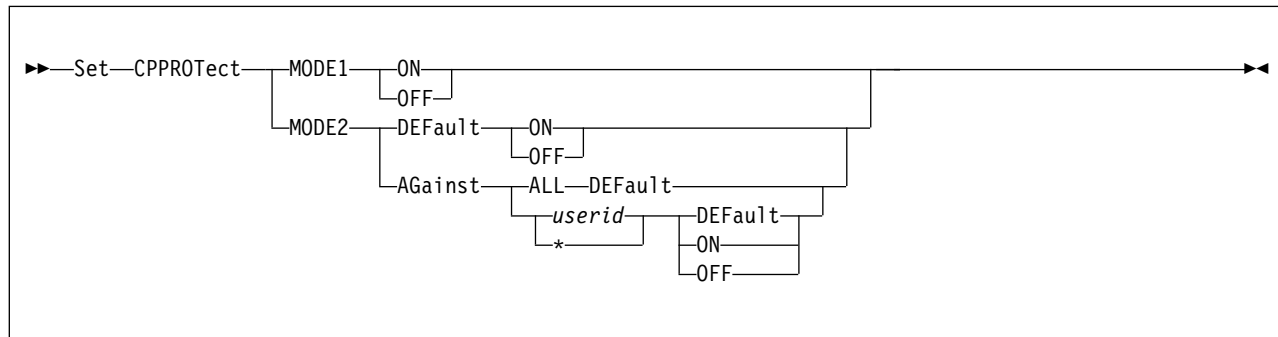 Set CPPROTect MODE1 ON
OFF
MODE2 DEFault ON
OFF
AGainst ALL DEFault
userid DEFault
* ON
OFF